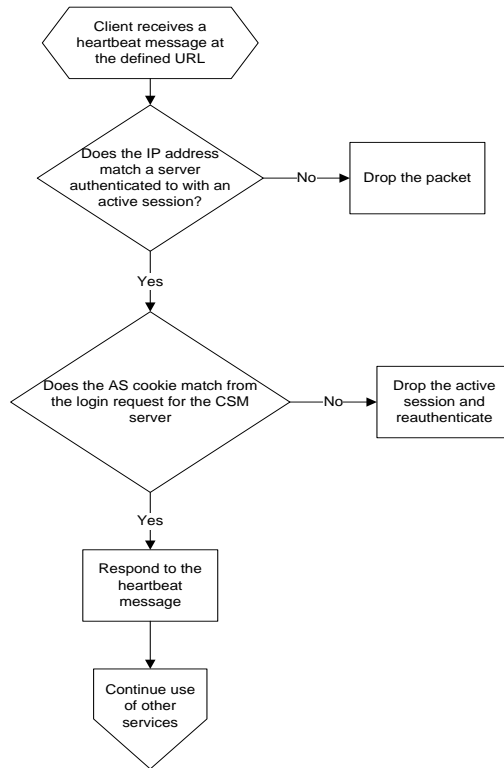 Client receives a
heartbeat message at
the defined URL
Does the IP address
match a server
authenticated to with an
active session?
No
Drop the packet
Yes
Does the AS cookie match from
the login request for the CSM
server
No
Drop the active
session and
reauthenticate
Yes
Respond to the
heartbeat
message
Continue use
of other
services